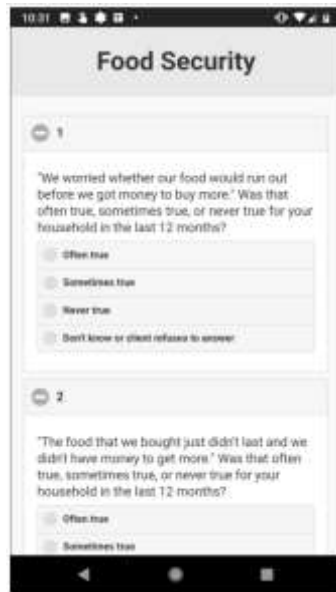 10:31
Food Security
1
"We worried whether our food would run out
before we got money to buy more." Was that
often true, sometimes true, or never true for your
household in the last 12 months?
Often true
Sometimes true
Never true
Don't know or client refuses to answer
2
"The food that we bought just didn't last and we
didn't have money to get more." Was that often
true, sometimes true, or never true for your
household in the last 12 months?
Often true
Sometimes true